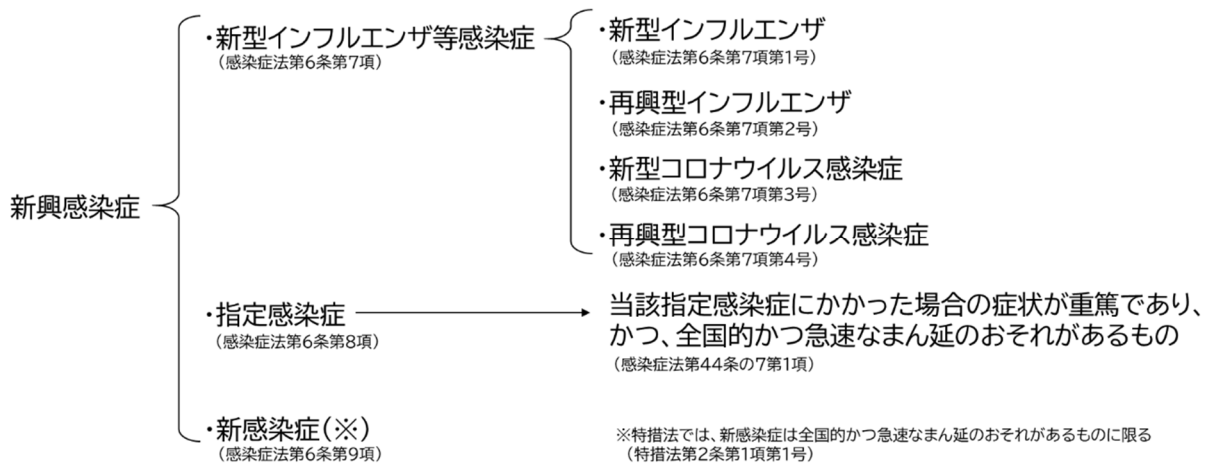 新興感染症
・新型インフルエンザ等感染症
（感染症法第6条第7項）
・新型インフルエンザ
（感染症法第6条第7項第1号）
・再興型インフルエンザ
（感染症法第6条第7項第2号）
・新型コロナウイルス感染症
（感染症法第6条第7項第3号）
・再興型コロナウイルス感染症
（感染症法第6条第7項第4号）
・指定感染症
（感染症法第6条第8項）
当該指定感染症にかかった場合の症状が重篤であり、
かつ、全国的かつ急速なまん延のおそれがあるもの
（感染症法第44条の7第1項）
・新感染症（※）
（感染症法第6条第9項）
※特措法では、新感染症は全国的かつ急速なまん延のおそれがあるものに限る
（特措法第2条第1項第1号）